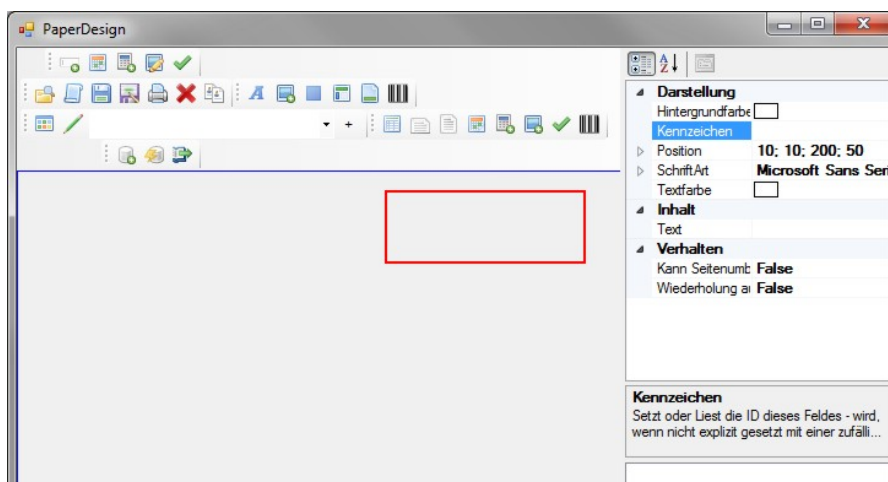 PaperDesign
Darstellung
Hintergrundfarbe
Kennzeichen
Position 10; 10; 200; 50
SchriftArt Microsoft Sans Seri
Textfarbe
Inhalt
Text
Verhalten
Kann Seitenumb False
Wiederholung au False
Kennzeichen
Setzt oder Liest die ID dieses Feldes - wird,
wenn nicht explizit gesetzt mit einer zufälli...